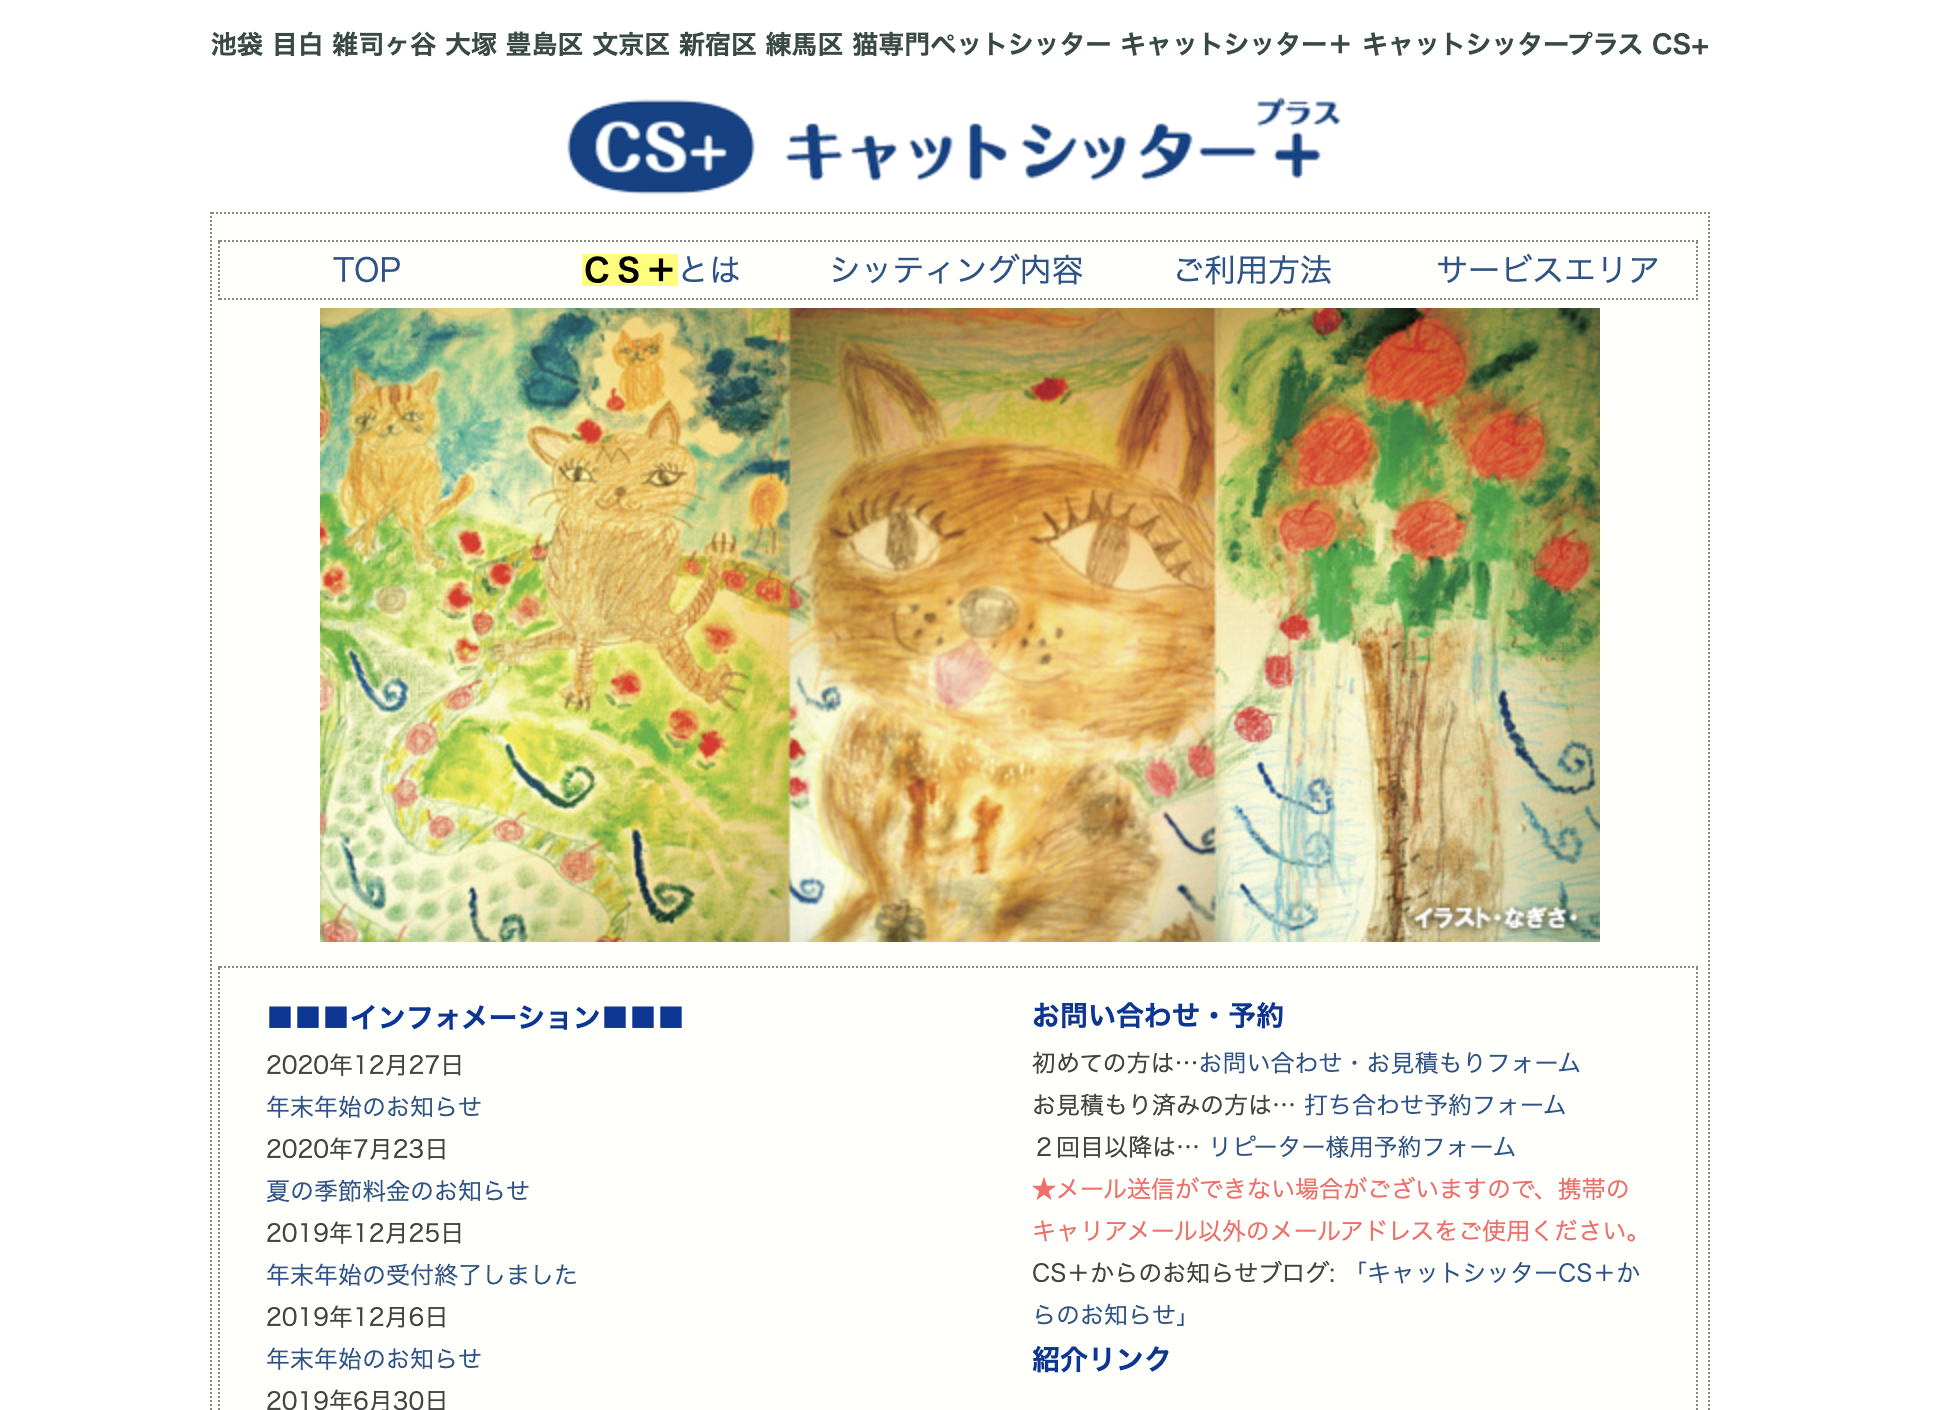 池袋 目白 雑司ヶ谷 大塚 豊島区 文京区 新宿区 練馬区 猫専門ペットシッター キャットシッター＋ キャットシッタープラス CS+
CS+ キャットシッター＋ プラス
TOP ＣＳ＋とは シッティング内容 ご利用方法 サービスエリア
イラスト・なぎさ・
■■■インフォメーション■■■
2020年12月27日
年末年始のお知らせ
2020年7月23日
夏の季節料金のお知らせ
2019年12月25日
年末年始の受付終了しました
2019年12月6日
年末年始のお知らせ
2019年6月30日
お問い合わせ・予約
初めての方は…お問い合わせ・お見積もりフォーム
お見積もり済みの方は… 打ち合わせ予約フォーム
２回目以降は… リピーター様用予約フォーム
★メール送信ができない場合がございますので、携帯の
キャリアメール以外のメールアドレスをご使用ください。
CS＋からのお知らせブログ: 「キャットシッターCS＋か
らのお知らせ」
紹介リンク